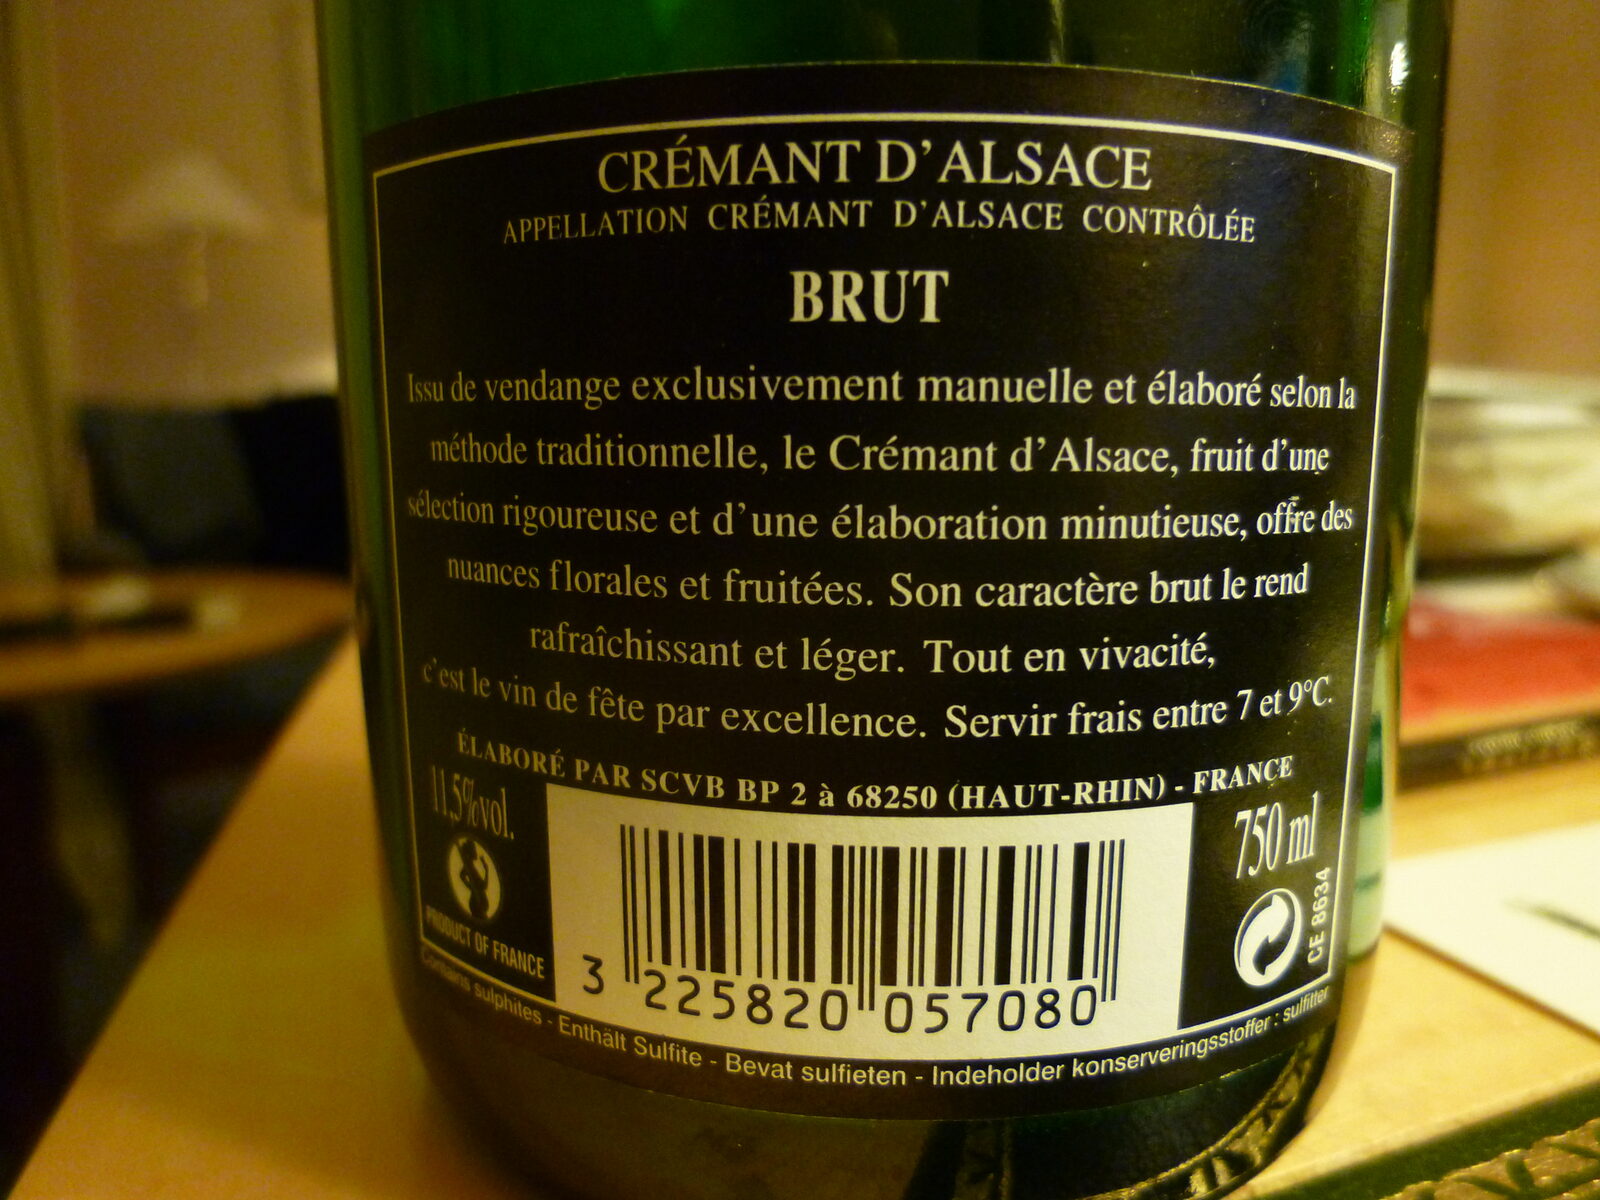 CRÉMANT D'ALSACE
APPELLATION CRÉMANT D'ALSACE CONTRÔLÉE
BRUT
Issu de vendange exclusivement manuelle et élaboré selon la
méthode traditionnelle, le Crémant d'Alsace, fruit d'une
sélection rigoureuse et d'une élaboration minutieuse, offre des
nuances florales et fruitées. Son caractère brut le rend
rafraîchissant et léger. Tout en vivacité,
c'est le vin de fête par excellence. Servir frais entre 7 et 9°C.
ÉLABORÉ PAR SCVB BP 2 à 68250 (HAUT-RHIN) - FRANCE
11,5%vol.
750 ml
PRODUCT OF FRANCE
CE 8634
3 225820 057080
Contains sulphites - Enthält Sulfite - Bevat sulfieten - Indeholder konserveringsstoffer : sulfitter